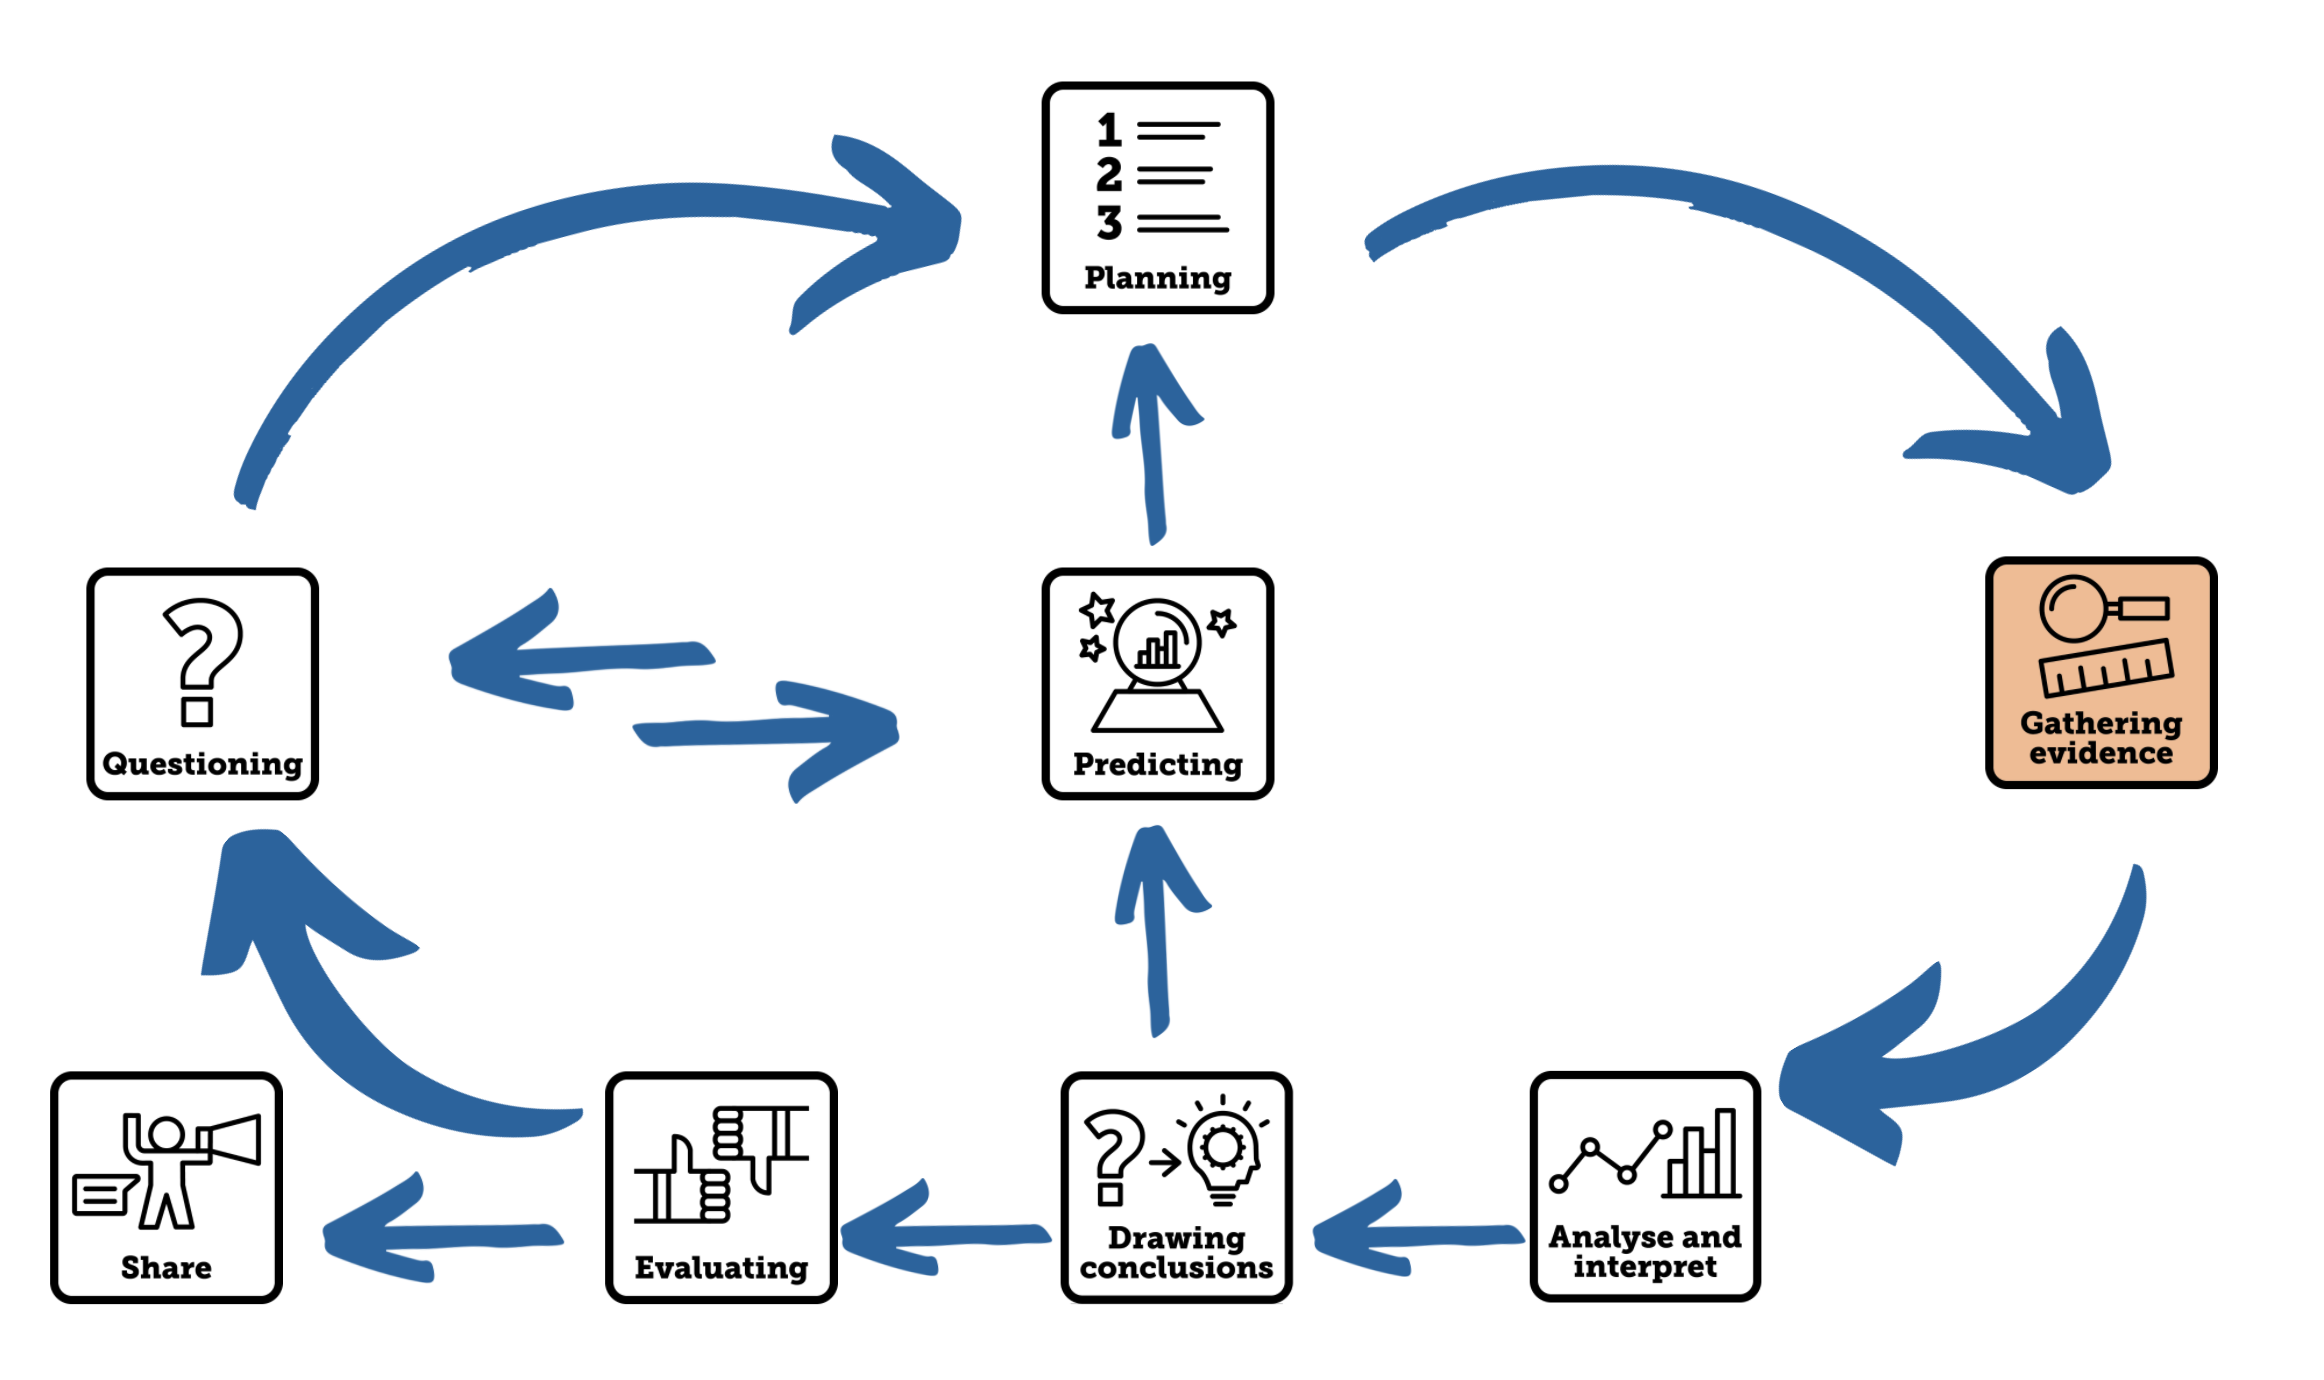 1
2
3
Planning
Questioning
Predicting
Gathering
evidence
Share
Evaluating
Drawing
conclusions
Analyse and
interpret